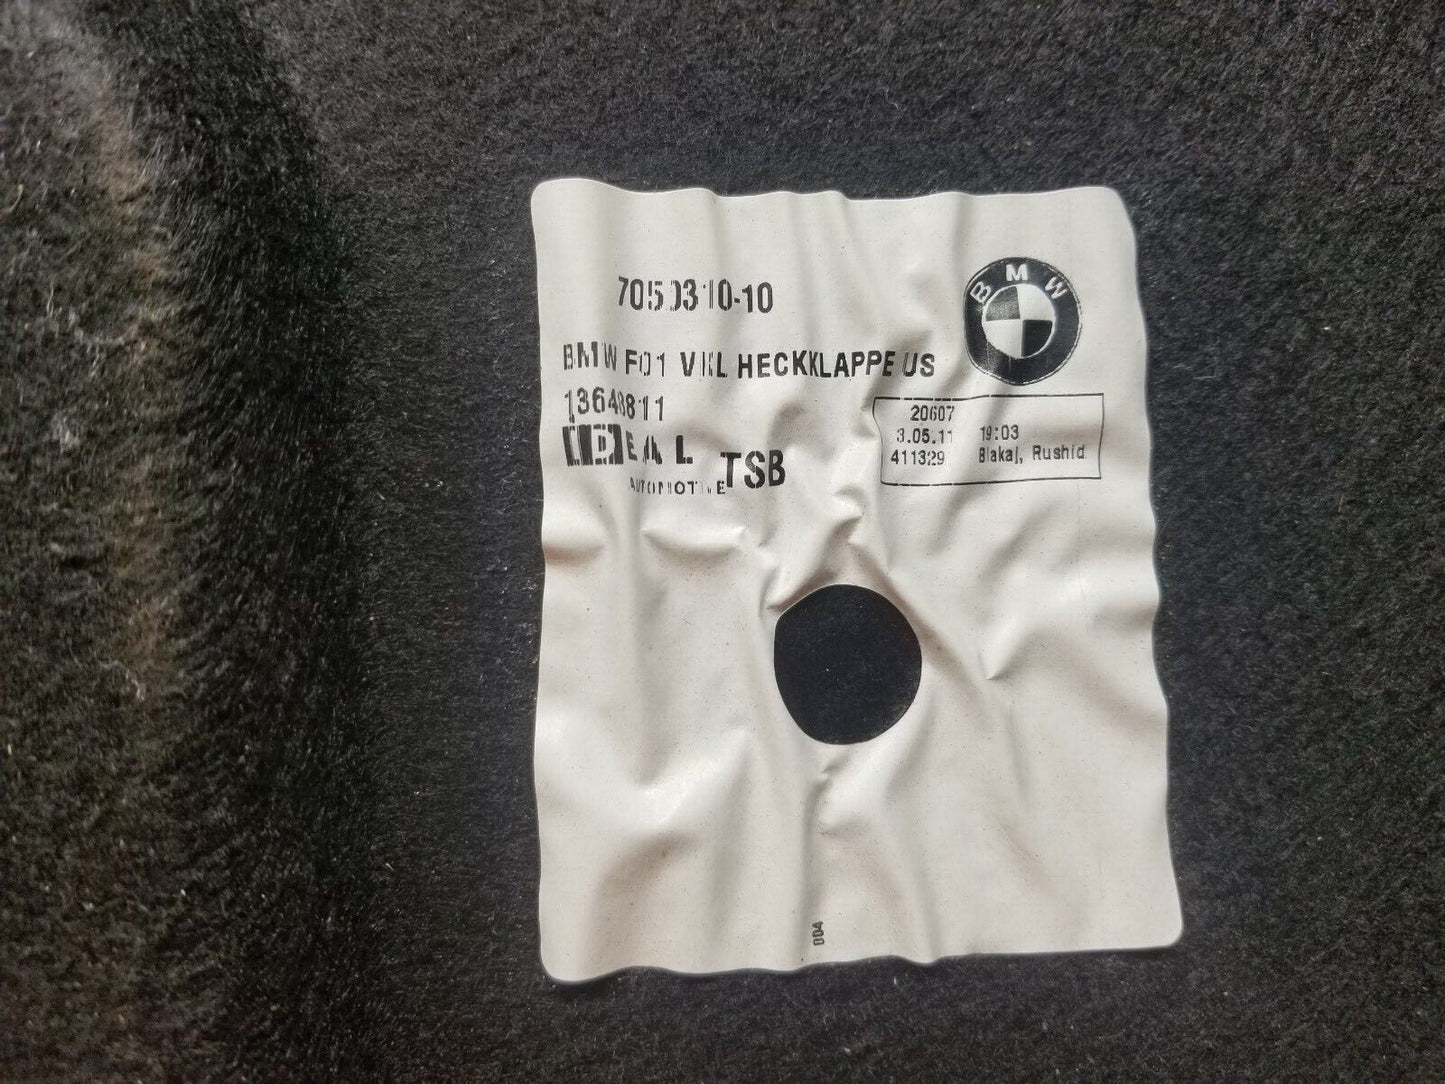 7050310-10
BMW
BMW F01 VKL HECKKLAPPE US
13648811
IDEAL
AUTOMOTIVE TSB
20607
3.05.11 19:03
411329 Blakaj, Rushid
004